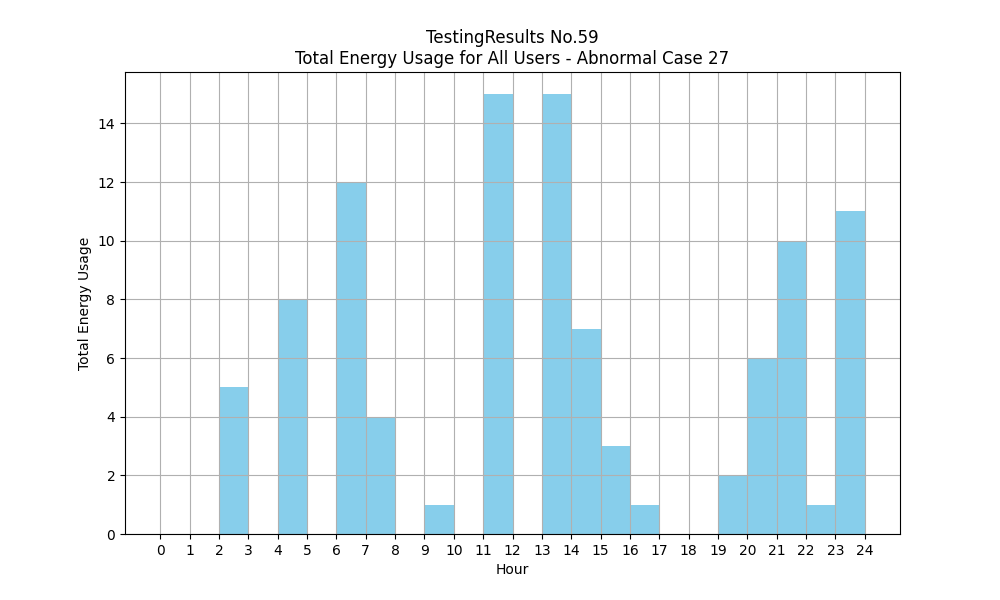 TestingResults No.59
Total Energy Usage for All Users - Abnormal Case 27
Total Energy Usage
14
12
10
8
6
4
2
0
0 1 2 3 4 5 6 7 8 9 10 11 12 13 14 15 16 17 18 19 20 21 22 23 24
Hour